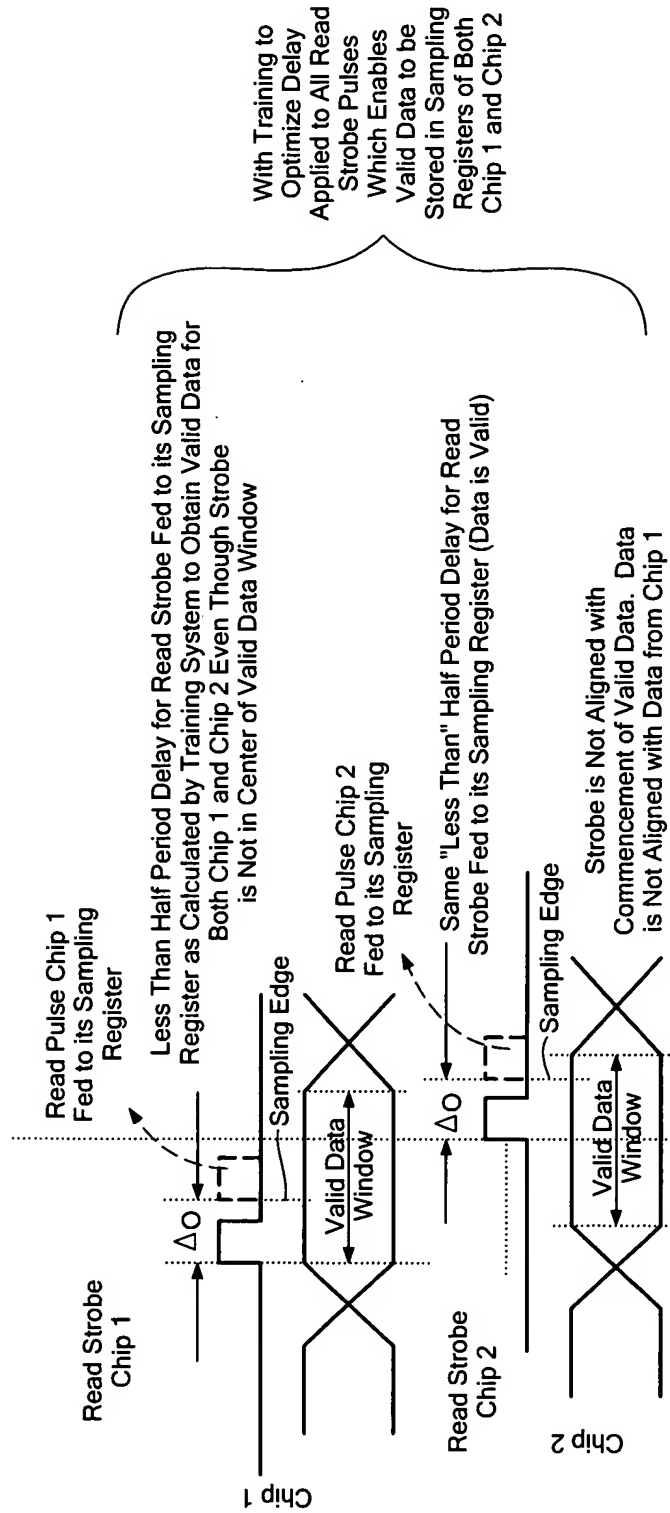 Read Pulse Chip 1
Fed to its Sampling
Register
Read Strobe
Chip 1
ΔO
Less Than Half Period Delay for Read Strobe Fed to its Sampling
Register as Calculated by Training System to Obtain Valid Data for
Both Chip 1 and Chip 2 Even Though Strobe
is Not in Center of Valid Data Window
Sampling Edge
Chip 1
Valid Data
Window
Read Pulse Chip 2
Fed to its Sampling
Register
Read Strobe
Chip 2
ΔO
Same "Less Than" Half Period Delay for Read
Strobe Fed to its Sampling Register (Data is Valid)
Sampling Edge
Chip 2
Valid Data
Window
Strobe is Not Aligned with
Commencement of Valid Data. Data
is Not Aligned with Data from Chip 1
With Training to
Optimize Delay
Applied to All Read
Strobe Pulses
Which Enables
Valid Data to be
Stored in Sampling
Registers of Both
Chip 1 and Chip 2